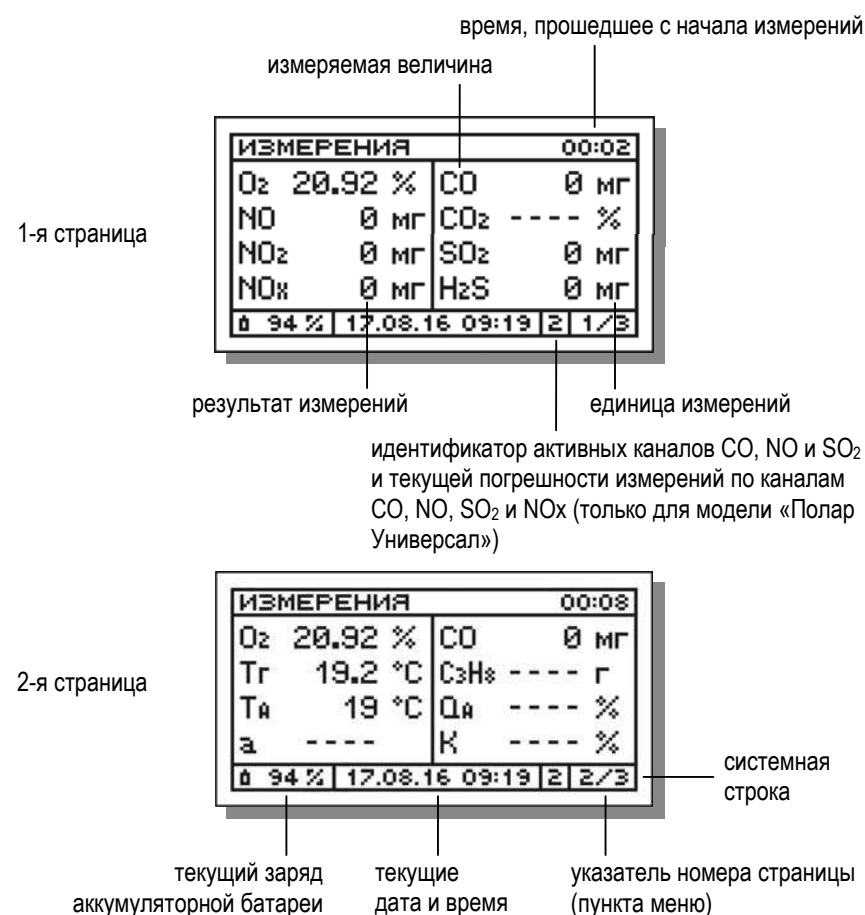 время, прошедшее с начала измерений
измеряемая величина
ИЗМЕРЕНИЯ 00:02
O₂ 20.92 % CO 0 мг
NO 0 мг CO₂ ---- %
NO₂ 0 мг SO₂ 0 мг
NOx 0 мг H₂S 0 мг
94 % 17.08.16 09:19 2 1/3
1-я страница
результат измерений
единица измерений
идентификатор активных каналов CO, NO и SO₂
и текущей погрешности измерений по каналам
CO, NO, SO₂ и NOx (только для модели «Полар
Универсал»)
ИЗМЕРЕНИЯ 00:08
O₂ 20.92 % CO 0 мг
Tг 19.2 °C C₃H₈ ---- г
TА 19 °C QА ---- %
a ---- К ---- %
94 % 17.08.16 09:19 2 2/3
2-я страница
системная
строка
текущий заряд
аккумуляторной батареи
текущие
дата и время
указатель номера страницы
(пункта меню)